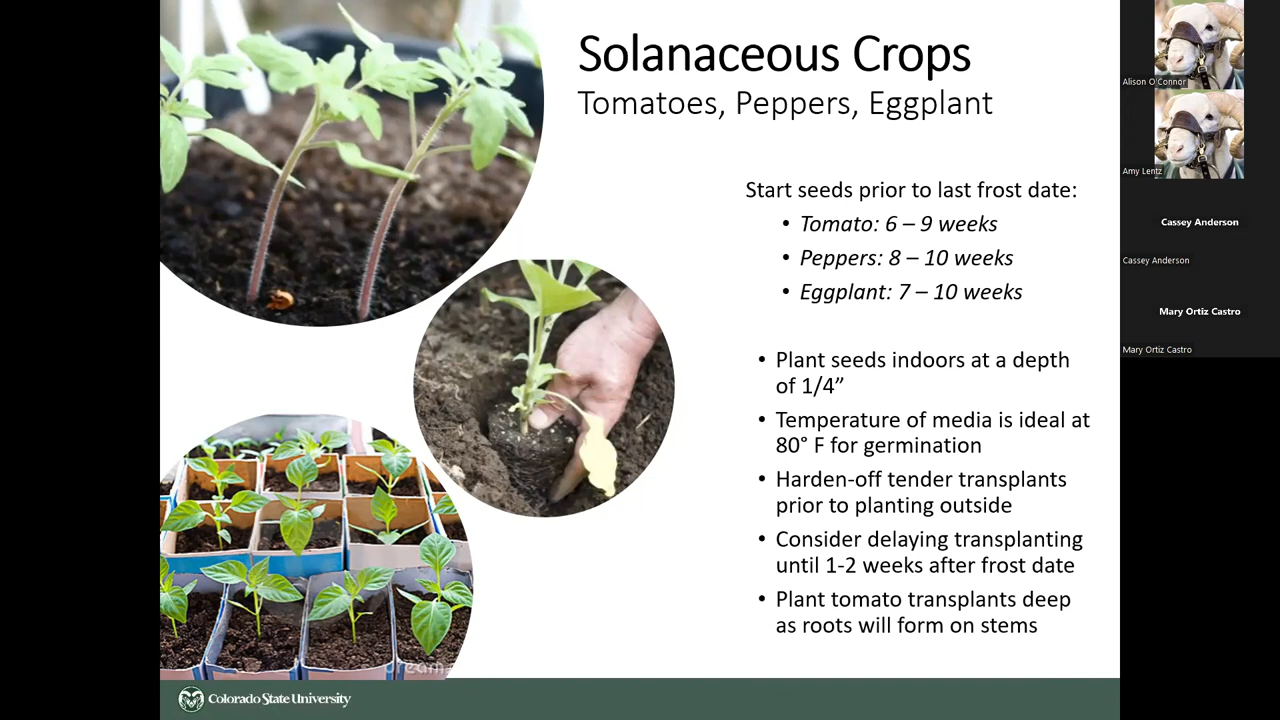 Solanaceous Crops
Tomatoes, Peppers, Eggplant
Start seeds prior to last frost date:
• Tomato: 6 – 9 weeks
• Peppers: 8 – 10 weeks
• Eggplant: 7 – 10 weeks
• Plant seeds indoors at a depth
of 1/4”
• Temperature of media is ideal at
80° F for germination
• Harden-off tender transplants
prior to planting outside
• Consider delaying transplanting
until 1-2 weeks after frost date
• Plant tomato transplants deep
as roots will form on stems
Colorado State University
Alison O'Connor
Amy Lentz
Cassey Anderson
Cassey Anderson
Mary Ortiz Castro
Mary Ortiz Castro